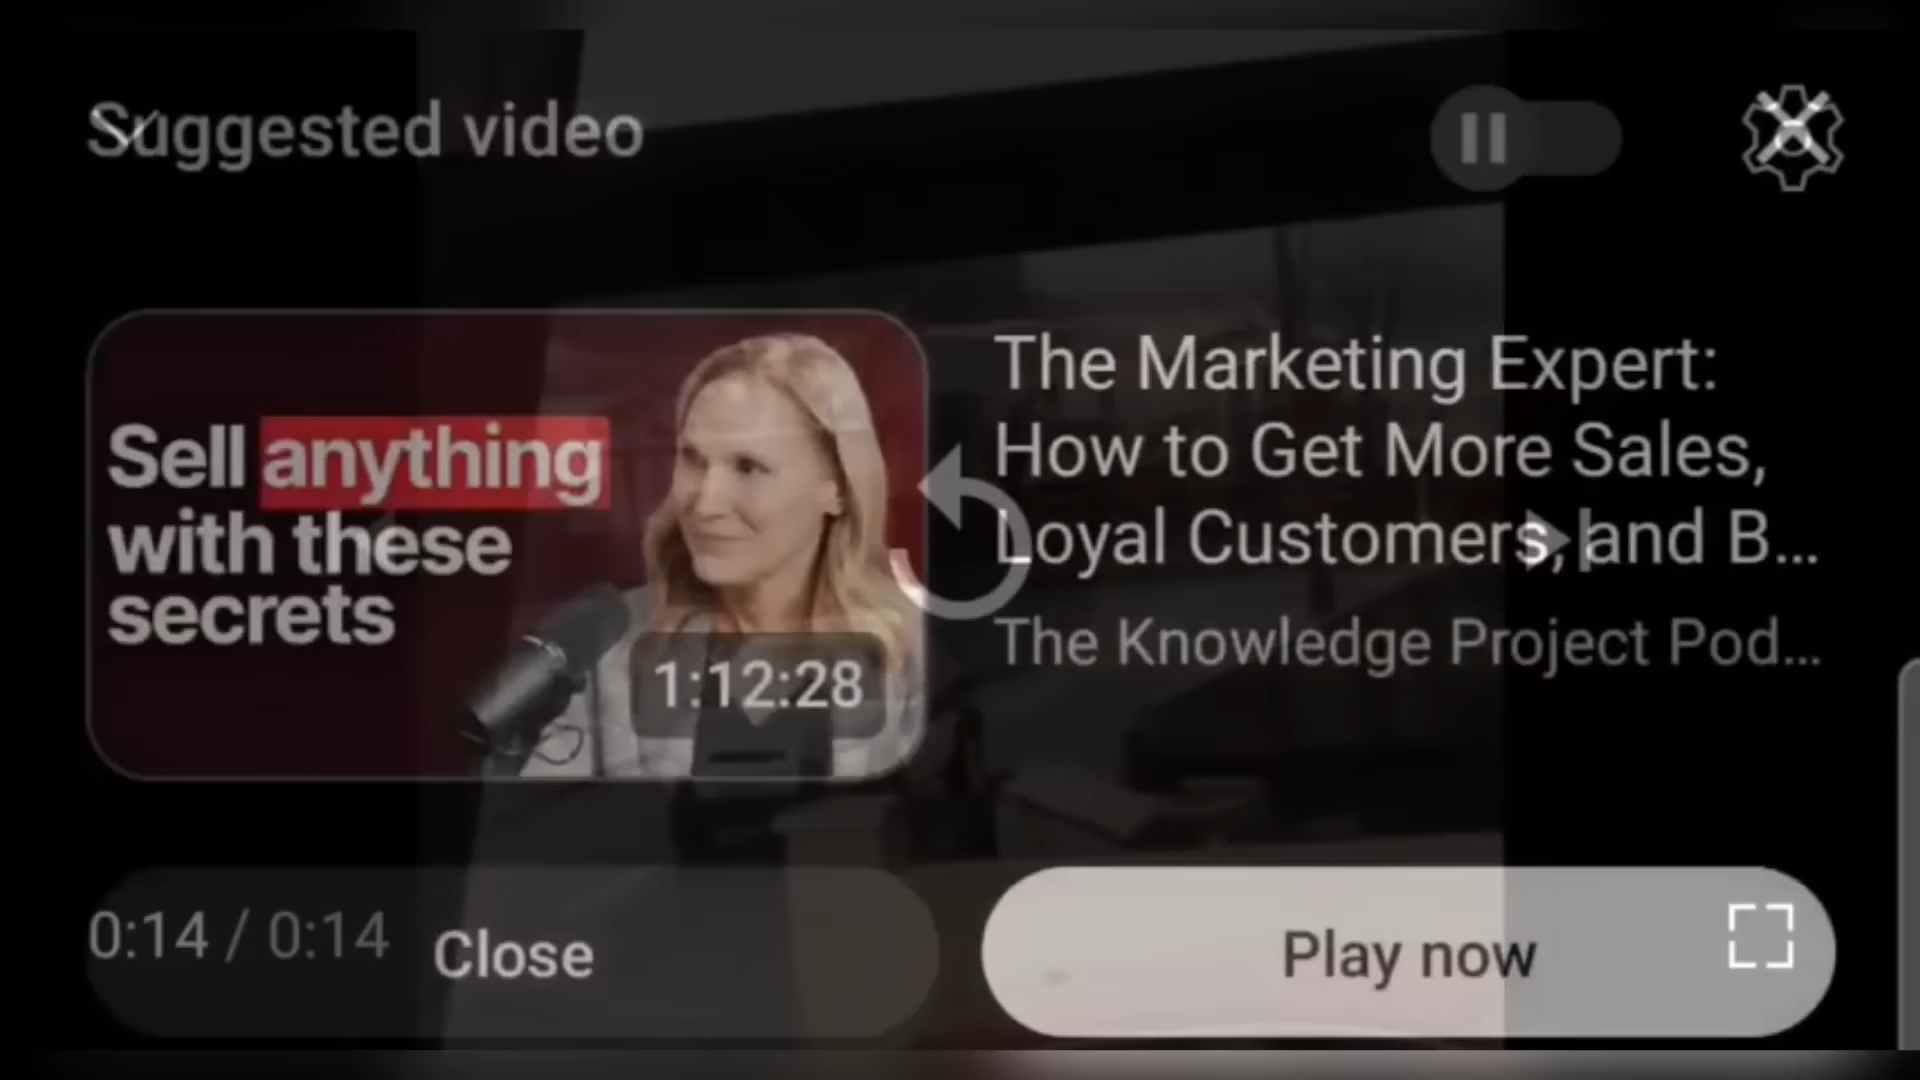 Suggested video
Sell anything
with these
secrets
1:12:28
The Marketing Expert:
How to Get More Sales,
Loyal Customers, and B...
The Knowledge Project Pod...
0:14 / 0:14
Close
Play now